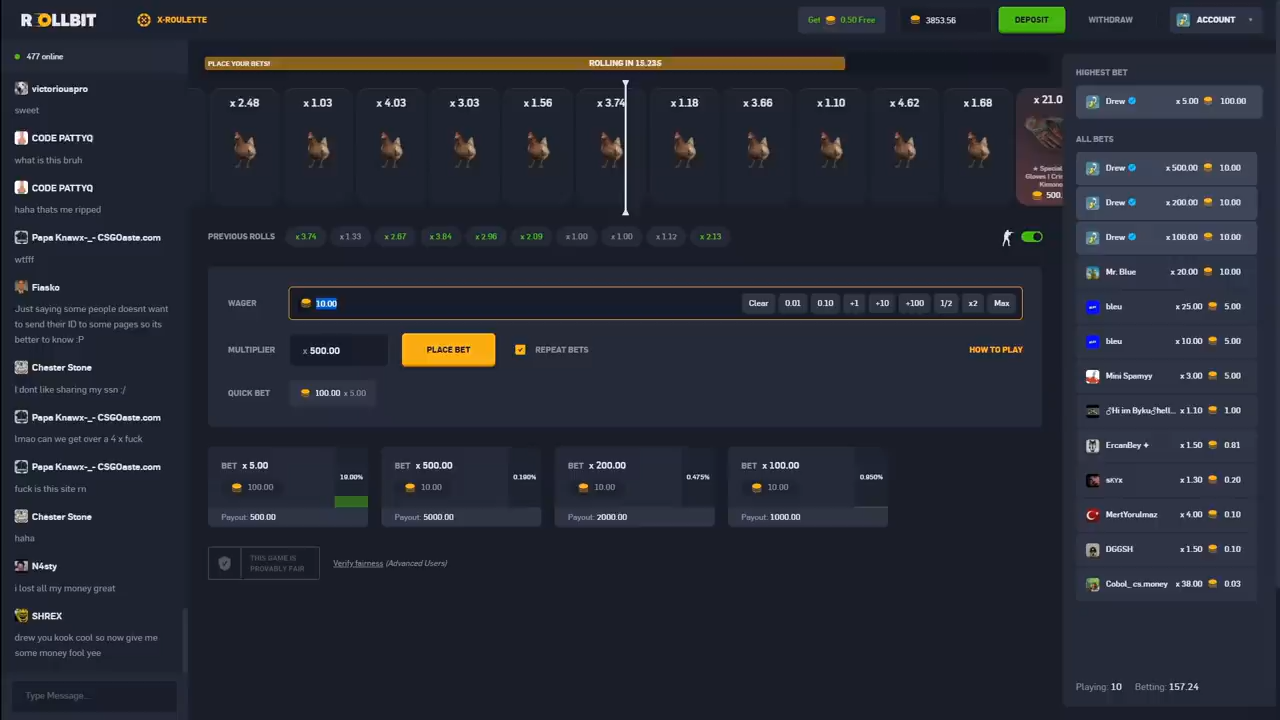 ROLLBIT
X-ROULETTE
Get 0.50 Free
3853.56
DEPOSIT
WITHDRAW
ACCOUNT
477 online
victoriouspro
sweet
CODE PATTYQ
what is this bruh
CODE PATTYQ
haha thats me ripped
Papa Knawx-_- CSGOaste.com
wtfff
Fiasko
Just saying some people doesnt want
to send their ID to some pages so its
better to know :P
Chester Stone
I dont like sharing my ssn :/
Papa Knawx-_- CSGOaste.com
lmao can we get over a 4 x fuck
Papa Knawx-_- CSGOaste.com
fuck is this site rn
Chester Stone
haha
N4sty
i lost all my money great
SHREX
drew you kook cool so now give me
some money fool yee
Type Message...
PLACE YOUR BETS!
ROLLING IN 15.235
x 2.48
x 1.03
x 4.03
x 3.03
x 1.56
x 3.74
x 1.18
x 3.66
x 1.10
x 4.62
x 1.68
x 21.0
★ Special
Gloves | Cri
Kimono
500.
PREVIOUS ROLLS
x 3.74
x 1.33
x 2.67
x 3.84
x 2.96
x 2.09
x 1.00
x 1.00
x 1.12
x 2.13
WAGER
10.00
Clear
0.01
0.10
+1
+10
+100
1/2
x2
Max
MULTIPLIER
x 500.00
PLACE BET
REPEAT BETS
HOW TO PLAY
QUICK BET
100.00 x 5.00
BET x 5.00
100.00
19.00%
Payout: 500.00
BET x 500.00
10.00
0.190%
Payout: 5000.00
BET x 200.00
10.00
0.475%
Payout: 2000.00
BET x 100.00
10.00
0.950%
Payout: 1000.00
THIS GAME IS
PROVABLY FAIR
Verify fairness (Advanced Users)
HIGHEST BET
Drew x 5.00 100.00
ALL BETS
Drew x 500.00 10.00
Drew x 200.00 10.00
Drew x 100.00 10.00
Mr. Blue x 20.00 10.00
bleu x 25.00 5.00
bleu x 10.00 5.00
Mini Spamyy x 3.00 5.00
♂Hi im Byku♂hell... x 1.10 1.00
ErcanBey ✦ x 1.50 0.81
sᴋʏx x 1.30 0.20
MertYorulmaz x 4.00 0.10
DGGSH x 1.50 0.10
Cobol_ cs.money x 38.00 0.03
Playing: 10 Betting: 157.24